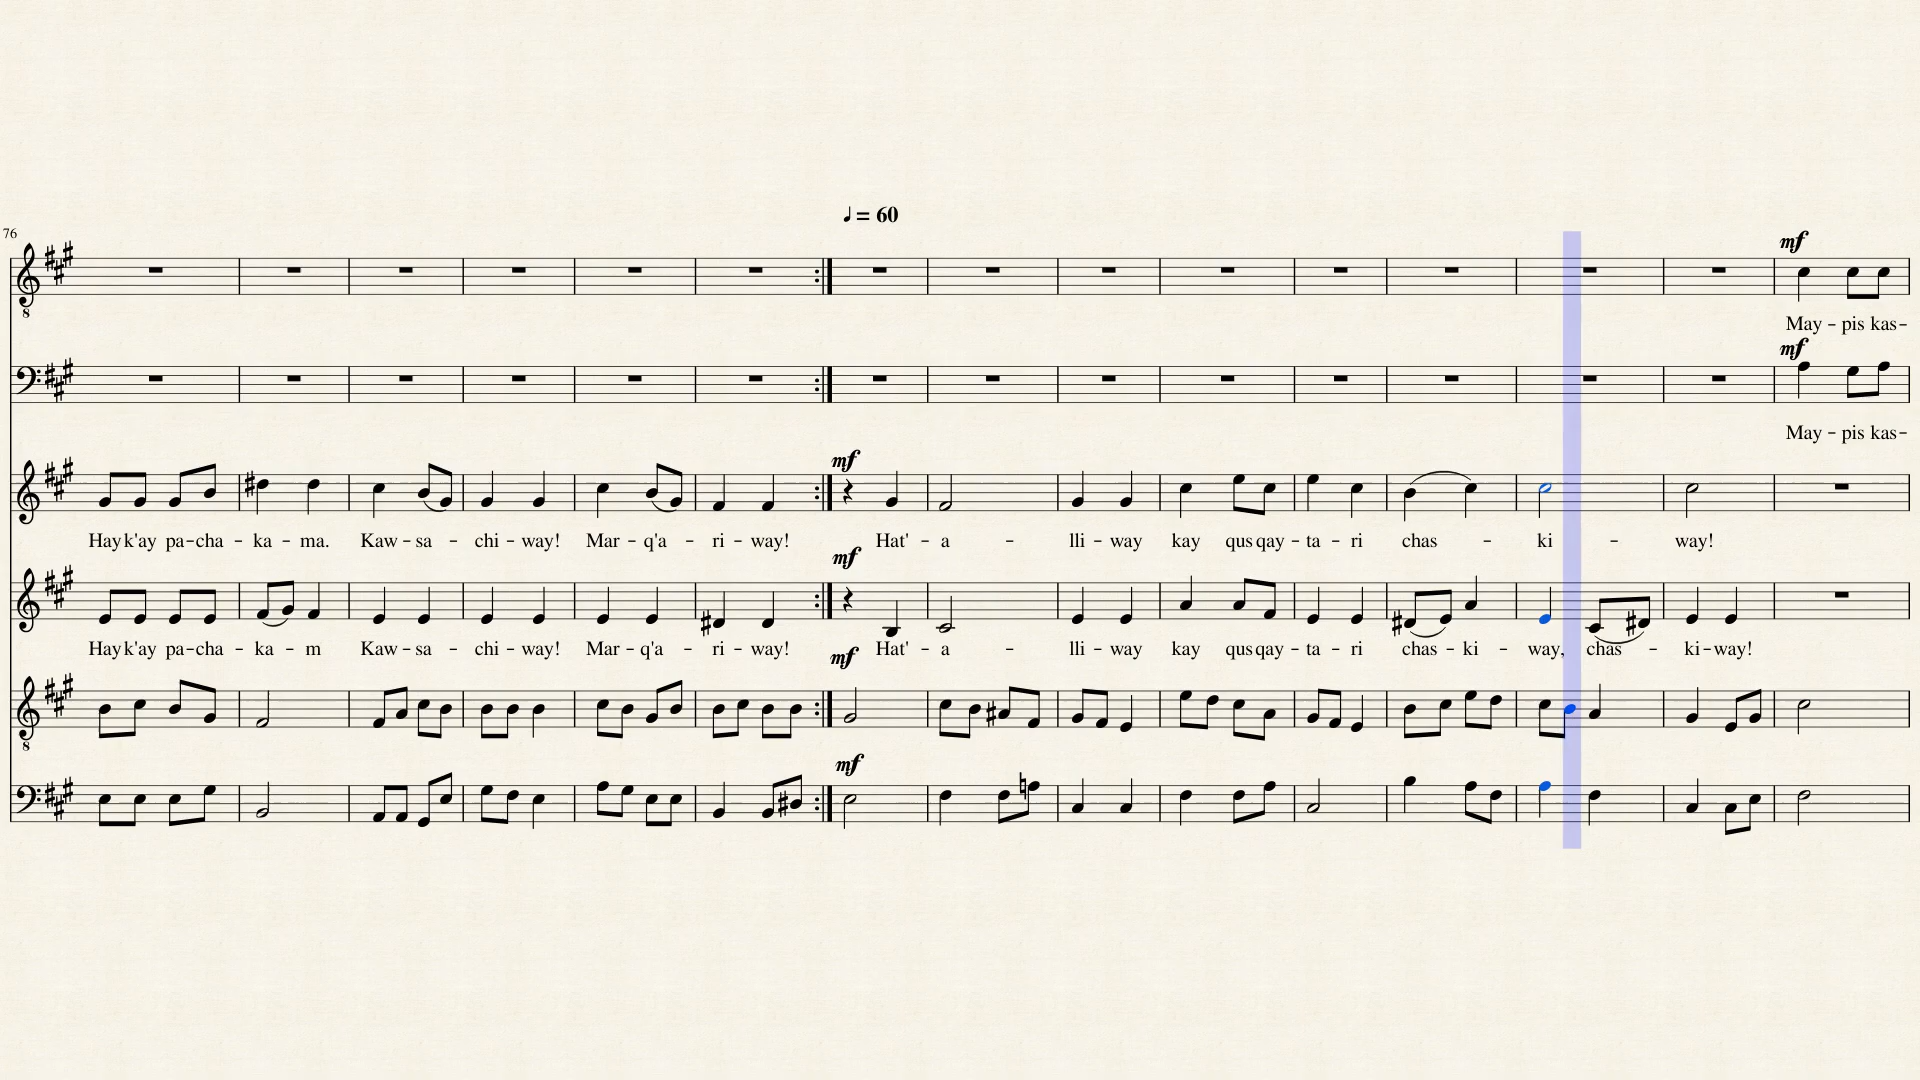 ♩ = 60
76
mf
8
May – pis kas –
mf
May – pis kas –
mf
Hay k'ay pa – cha – ka – ma. Kaw – sa – chi – way! Mar – q'a – ri – way! Hat' – a – lli – way kay qus qay – ta – ri chas – ki – way!
mf
Hay k'ay pa – cha – ka – m Kaw – sa – chi – way! Mar – q'a – ri – way! Hat' – a – lli – way kay qus qay – ta – ri chas – ki – way, chas – ki – way!
mf
8
mf